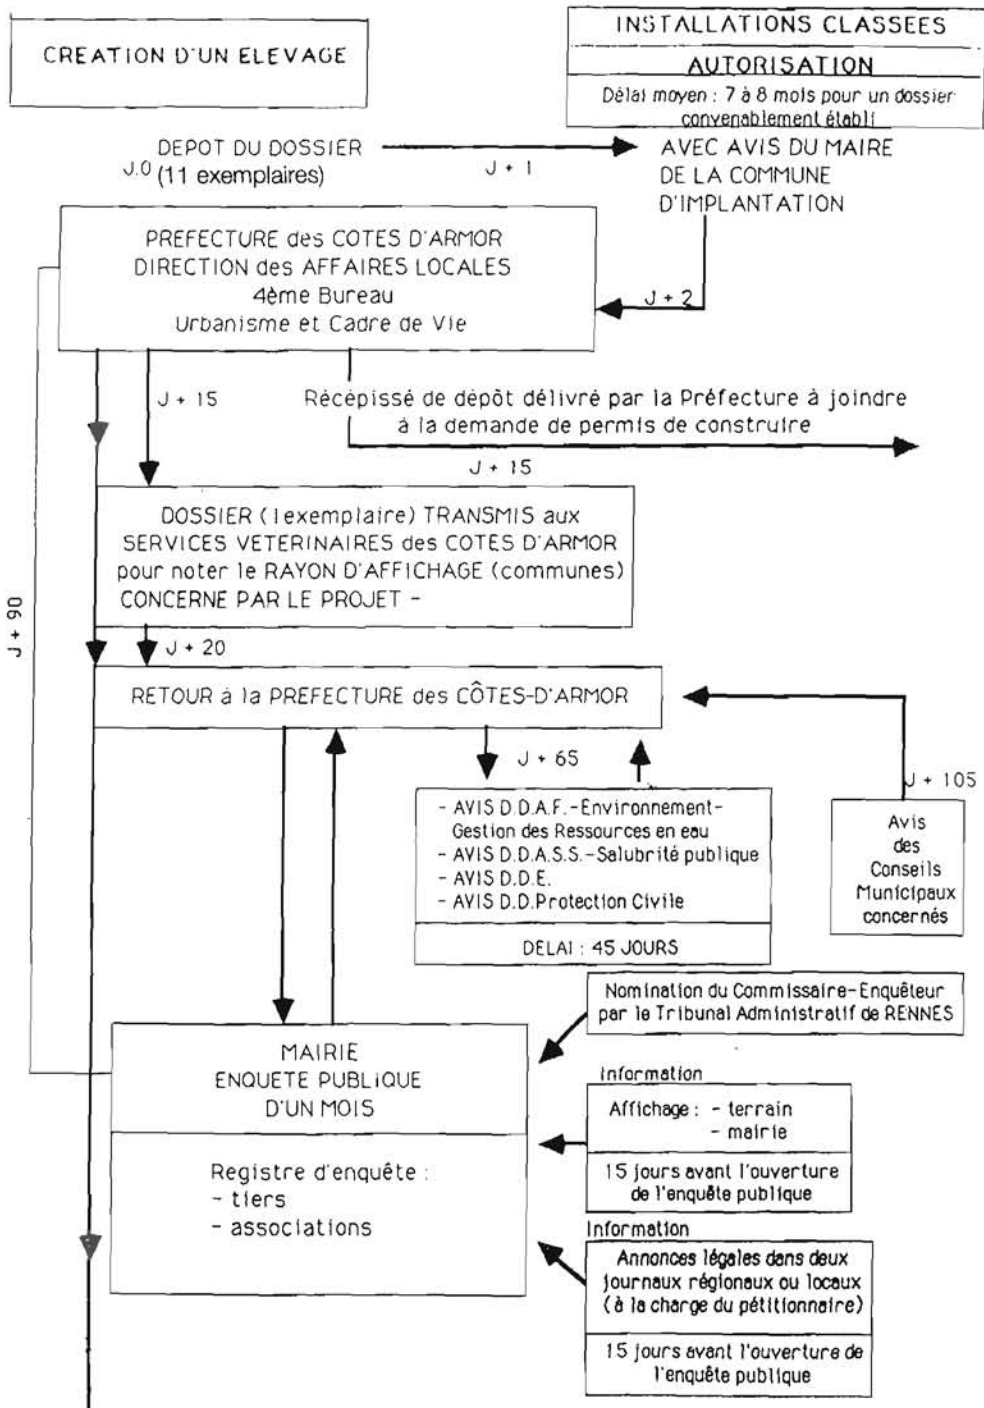 CREATION D'UN ELEVAGE
INSTALLATIONS CLASSEES
AUTORISATION
Délai moyen : 7 à 8 mois pour un dossier
convenablement établi
J.0
DEPOT DU DOSSIER
(11 exemplaires)
J + 1
AVEC AVIS DU MAIRE
DE LA COMMUNE
D'IMPLANTATION
PREFECTURE des COTES D'ARMOR
DIRECTION des AFFAIRES LOCALES
4ème Bureau
Urbanisme et Cadre de Vie
J + 2
J + 15
Récépissé de dépôt délivré par la Préfecture à joindre
à la demande de permis de construire
J + 15
DOSSIER (1exemplaire) TRANSMIS aux
SERVICES VETERINAIRES des COTES D'ARMOR
pour noter le RAYON D'AFFICHAGE (communes)
CONCERNE PAR LE PROJET -
J + 90
J + 20
RETOUR à la PREFECTURE des CÔTES-D'ARMOR
J + 65
J + 105
- AVIS D.D.A.F.-Environnement-
Gestion des Ressources en eau
- AVIS D.D.A.S.S.-Salubrité publique
- AVIS D.D.E.
- AVIS D.D.Protection Civile
DELAI : 45 JOURS
Avis
des
Conseils
Municipaux
concernés
Nomination du Commissaire-Enquêteur
par le Tribunal Administratif de RENNES
MAIRIE
ENQUETE PUBLIQUE
D'UN MOIS
Registre d'enquête :
- tiers
- associations
Information
Affichage : - terrain
- mairie
15 jours avant l'ouverture
de l'enquête publique
Information
Annonces légales dans deux
journaux régionaux ou locaux
(à la charge du pétitionnaire)
15 jours avant l'ouverture de
l'enquête publique